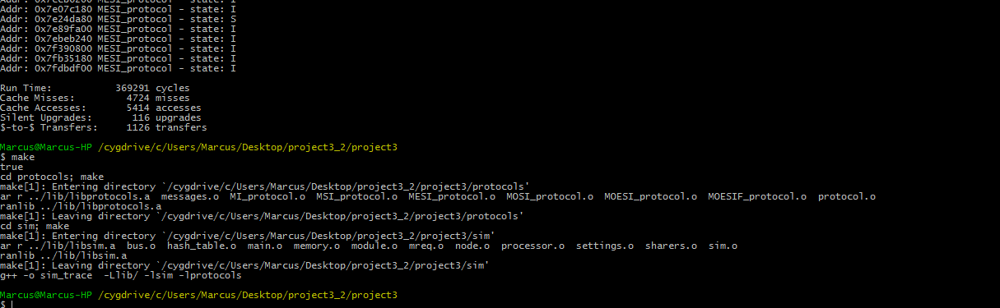 Addr: 0x7e07c180 MESI_protocol - state: I
Addr: 0x7e24da80 MESI_protocol - state: S
Addr: 0x7e89fa00 MESI_protocol - state: I
Addr: 0x7ebeb240 MESI_protocol - state: I
Addr: 0x7f390800 MESI_protocol - state: I
Addr: 0x7fb35180 MESI_protocol - state: I
Addr: 0x7fdbdf00 MESI_protocol - state: I
Run Time: 369291 cycles
Cache Misses: 4724 misses
Cache Accesses: 5414 accesses
Silent Upgrades: 116 upgrades
$-to-$ Transfers: 1126 transfers
Marcus@Marcus-HP /cygdrive/c/Users/Marcus/Desktop/project3_2/project3
$ make
true
cd protocols; make
make[1]: Entering directory `/cygdrive/c/Users/Marcus/Desktop/project3_2/project3/protocols'
ar r ../lib/libprotocols.a messages.o MI_protocol.o MSI_protocol.o MESI_protocol.o MOSI_protocol.o MOESI_protocol.o MOESIF_protocol.o protocol.o
ranlib ../lib/libprotocols.a
make[1]: Leaving directory `/cygdrive/c/Users/Marcus/Desktop/project3_2/project3/protocols'
cd sim; make
make[1]: Entering directory `/cygdrive/c/Users/Marcus/Desktop/project3_2/project3/sim'
ar r ../lib/libsim.a bus.o hash_table.o main.o memory.o module.o mreq.o node.o processor.o settings.o sharers.o sim.o
ranlib ../lib/libsim.a
make[1]: Leaving directory `/cygdrive/c/Users/Marcus/Desktop/project3_2/project3/sim'
g++ -o sim_trace -Llib/ -lsim -lprotocols
Marcus@Marcus-HP /cygdrive/c/Users/Marcus/Desktop/project3_2/project3
$